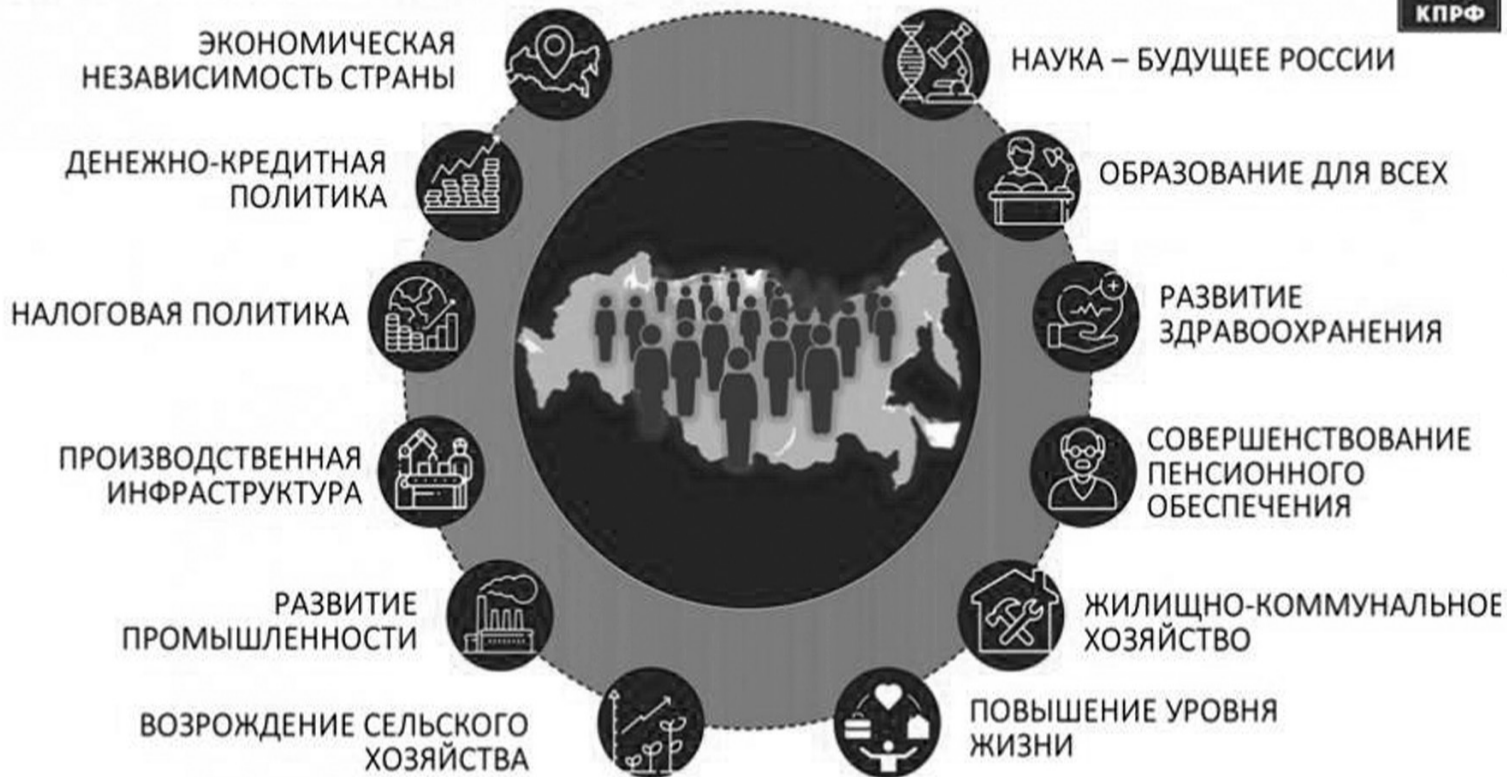 КПРФ
ЭКОНОМИЧЕСКАЯ
НЕЗАВИСИМОСТЬ СТРАНЫ
ДЕНЕЖНО-КРЕДИТНАЯ
ПОЛИТИКА
НАЛОГОВАЯ ПОЛИТИКА
ПРОИЗВОДСТВЕННАЯ
ИНФРАСТРУКТУРА
РАЗВИТИЕ
ПРОМЫШЛЕННОСТИ
ВОЗРОЖДЕНИЕ СЕЛЬСКОГО
ХОЗЯЙСТВА
НАУКА – БУДУЩЕЕ РОССИИ
ОБРАЗОВАНИЕ ДЛЯ ВСЕХ
РАЗВИТИЕ
ЗДРАВООХРАНЕНИЯ
СОВЕРШЕНСТВОВАНИЕ
ПЕНСИОННОГО
ОБЕСПЕЧЕНИЯ
ЖИЛИЩНО-КОММУНАЛЬНОЕ
ХОЗЯЙСТВО
ПОВЫШЕНИЕ УРОВНЯ
ЖИЗНИ